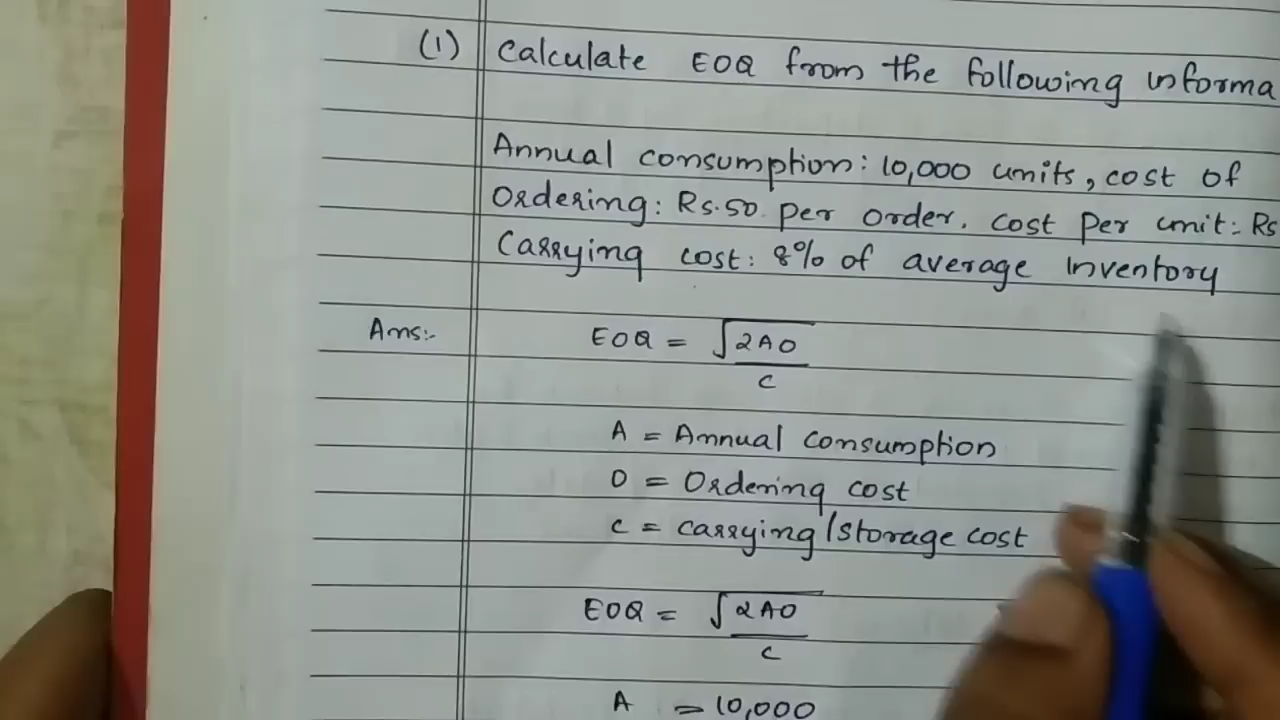 (1) Calculate EOQ from the following informa
Annual consumption: 10,000 units, cost of
Ordering: Rs.50 per order. cost per unit: Rs
Carrying cost: 8% of average inventory
Ans:- EOQ = √2AO
C
A = Annual consumption
O = Ordering cost
C = carrying/storage cost
EOQ = √2AO
C
A = 10,000